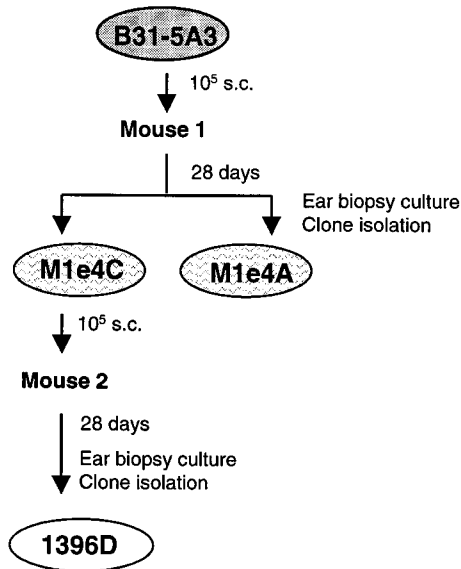 B31-5A3
10⁵ s.c.
Mouse 1
28 days
Ear biopsy culture
Clone isolation
M1e4C
M1e4A
10⁵ s.c.
Mouse 2
28 days
Ear biopsy culture
Clone isolation
1396D